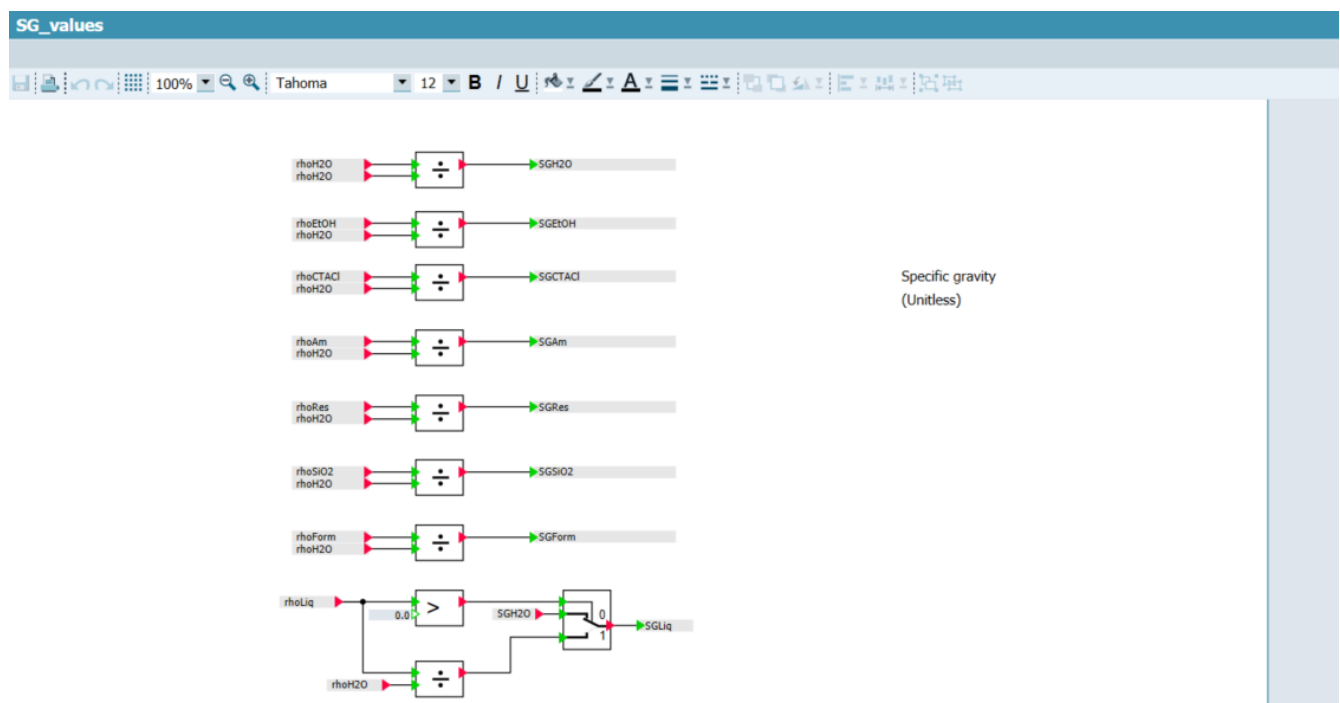 SG_values
100%
Tahoma
12
B I U A
rhoH2O
rhoH2O
÷
SGH2O
rhoEtOH
rhoH2O
÷
SGEtOH
rhoCTACl
rhoH2O
÷
SGCTACl
Specific gravity
(Unitless)
rhoAm
rhoH2O
÷
SGAm
rhoRes
rhoH2O
÷
SGRes
rhoSiO2
rhoH2O
÷
SGSiO2
rhoForm
rhoH2O
÷
SGForm
rhoLiq
0.0
>
SGH2O
0
1
SGLiq
rhoH2O
÷